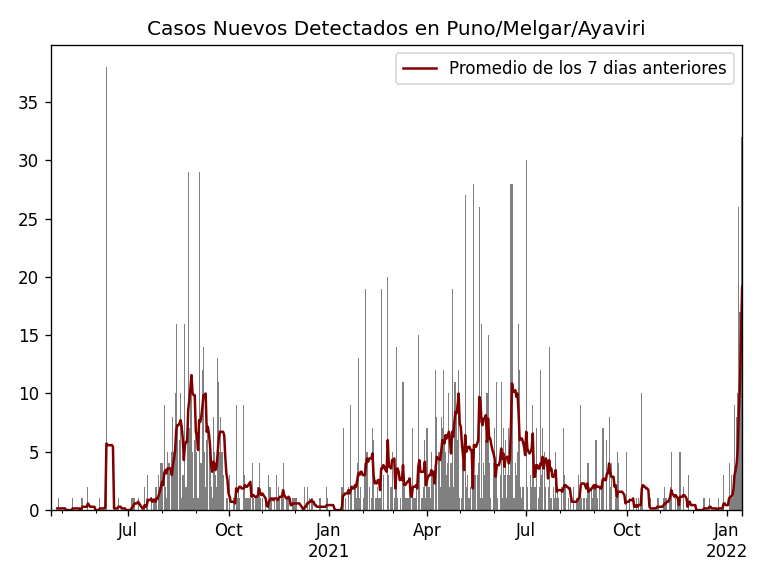 Casos Nuevos Detectados en Puno/Melgar/Ayaviri
Promedio de los 7 dias anteriores
35
30
25
20
15
10
5
0
Jul
Oct
Jan
2021
Apr
Jul
Oct
Jan
2022